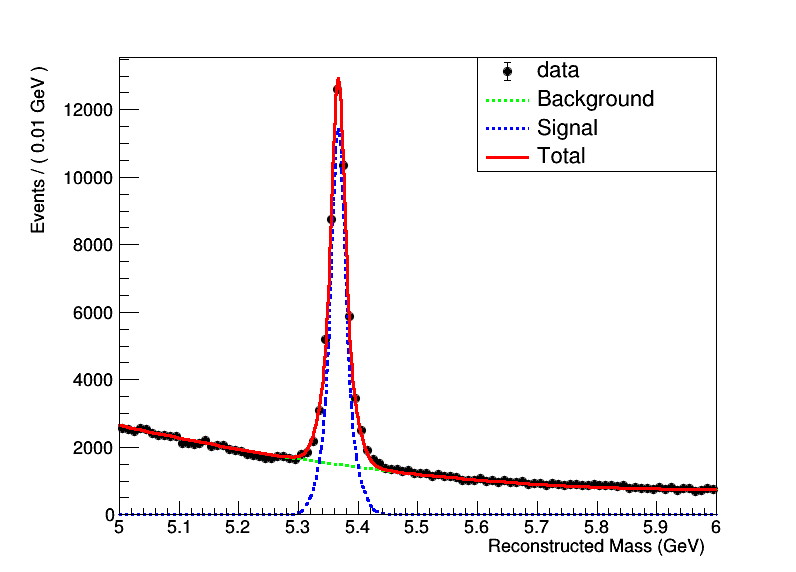 Events / ( 0.01 GeV )
12000
10000
8000
6000
4000
2000
0
data
Background
Signal
Total
5 5.1 5.2 5.3 5.4 5.5 5.6 5.7 5.8 5.9 6
Reconstructed Mass (GeV)